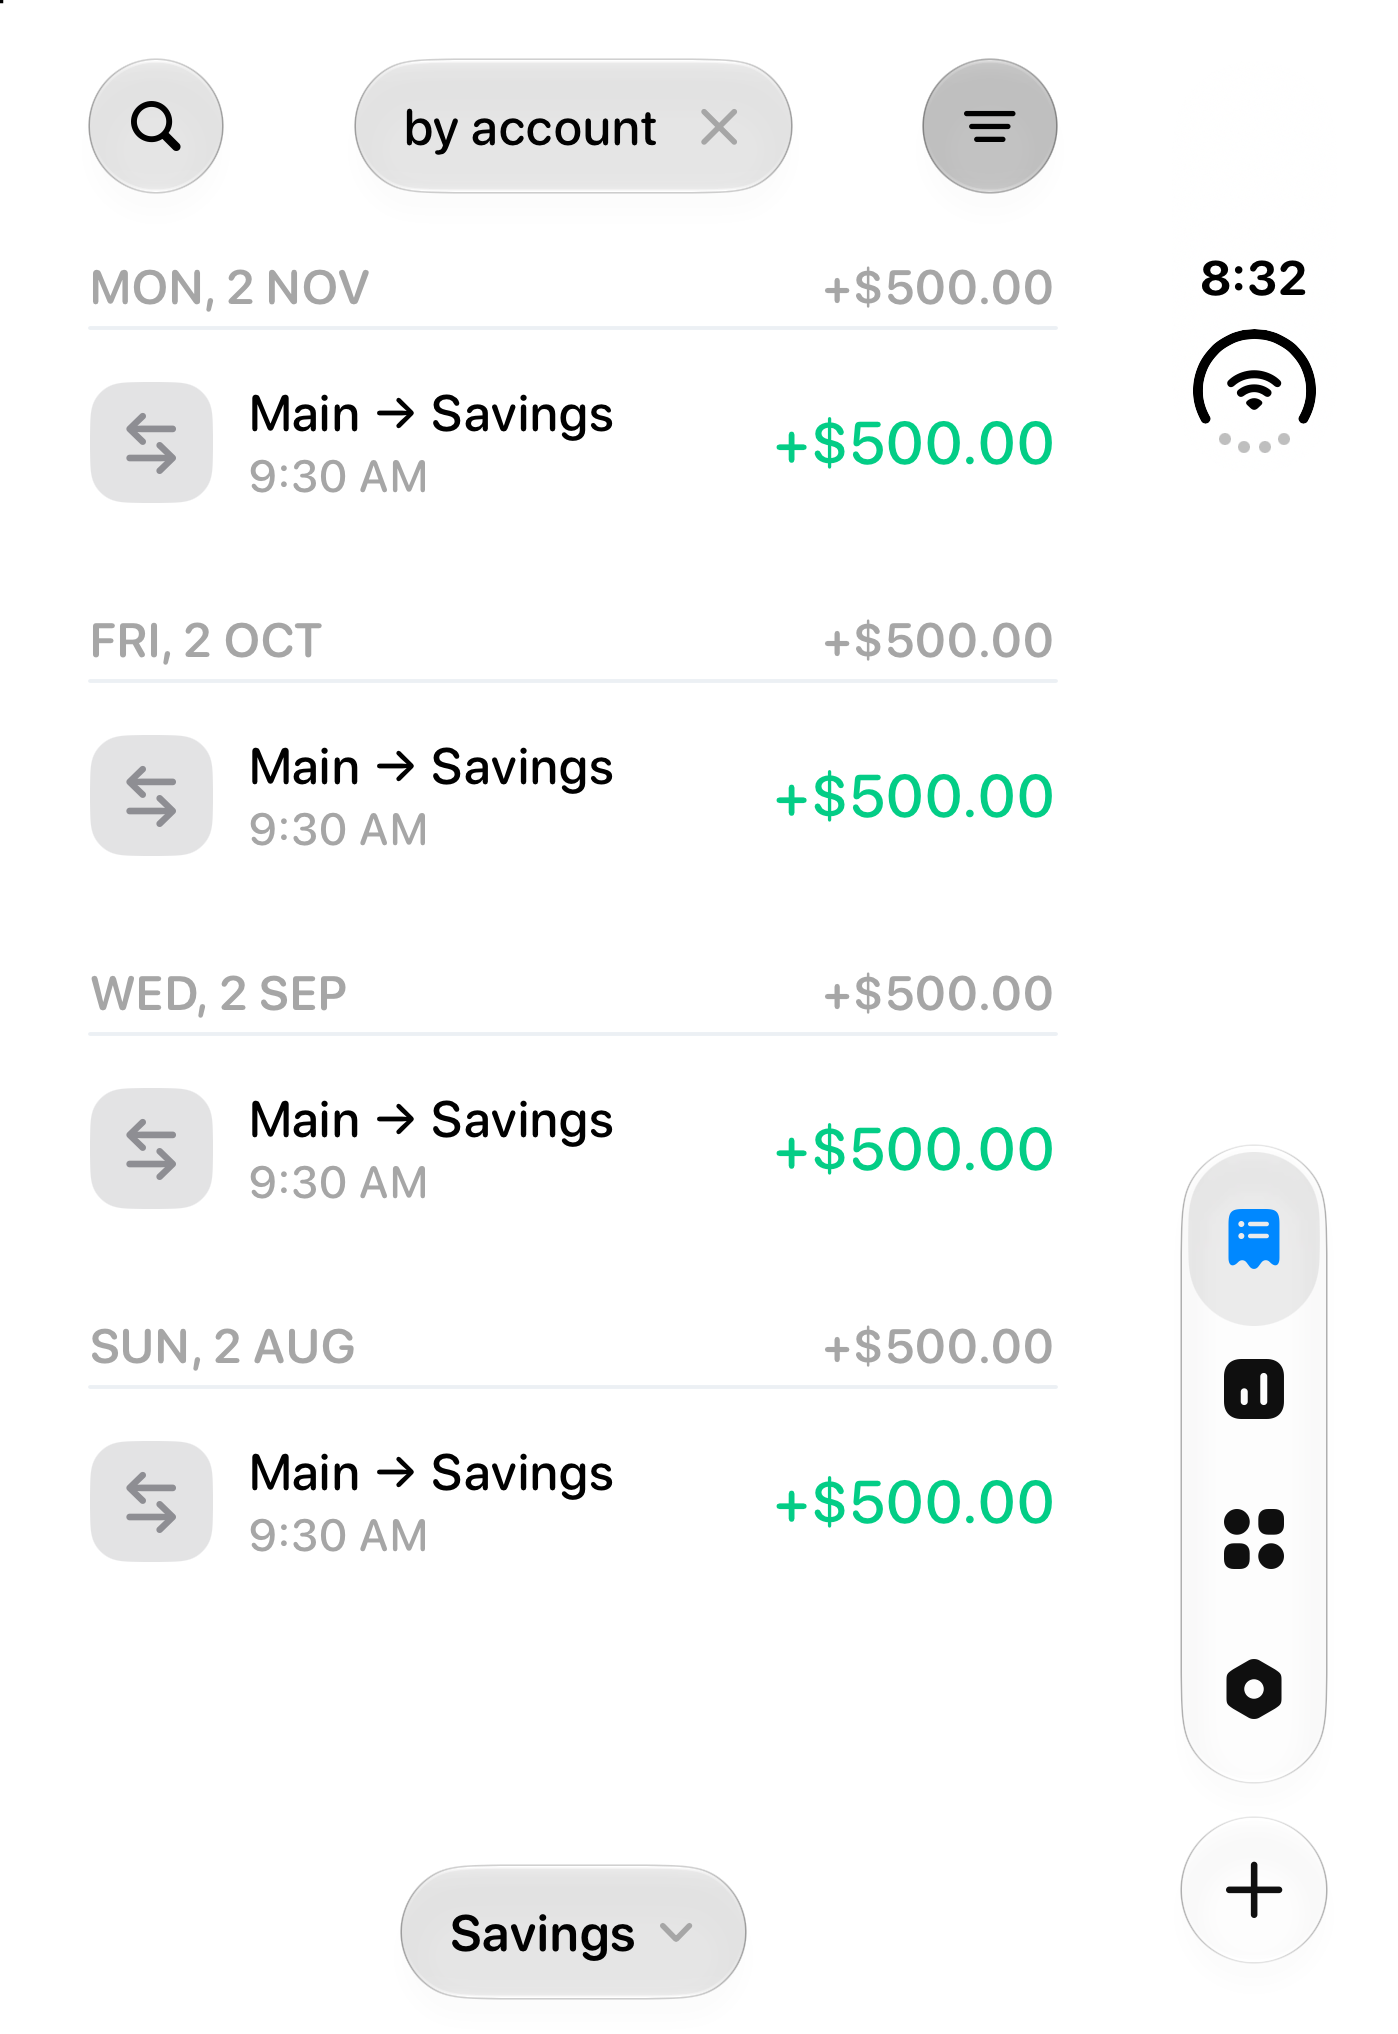 by account
MON, 2 NOV +$500.00
Main → Savings
9:30 AM
+$500.00
FRI, 2 OCT +$500.00
Main → Savings
9:30 AM
+$500.00
WED, 2 SEP +$500.00
Main → Savings
9:30 AM
+$500.00
SUN, 2 AUG +$500.00
Main → Savings
9:30 AM
+$500.00
Savings
8:32